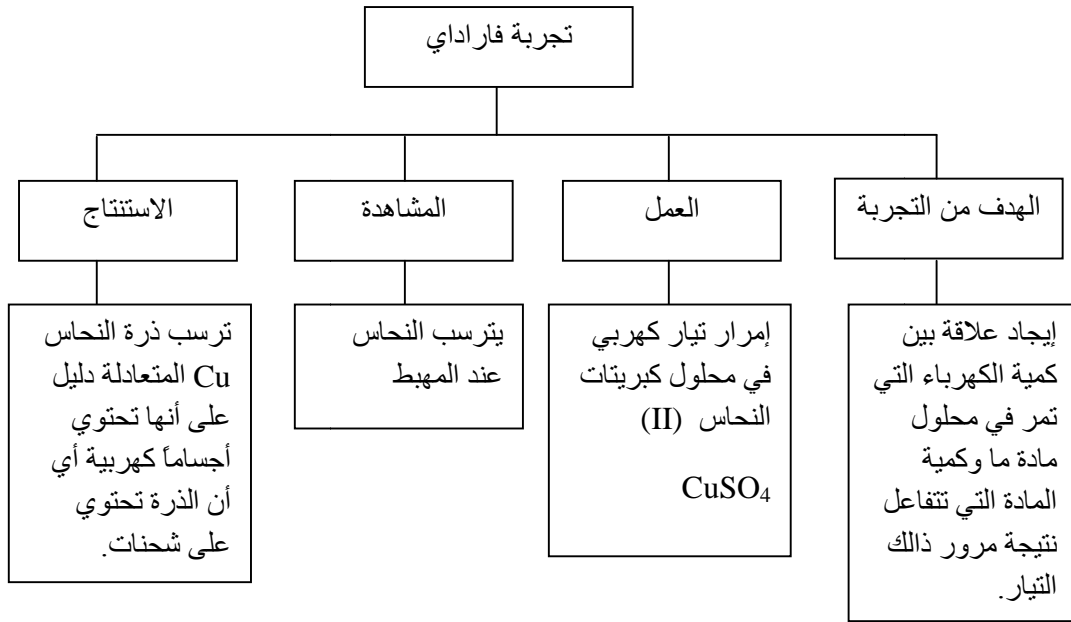 تجربة فاراداي
الهدف من التجربة
العمل
المشاهدة
الاستنتاج
إيجاد علاقة بين
كمية الكهرباء التي
تمر في محلول
مادة ما وكمية
المادة التي تتفاعل
نتيجة مرور ذالك
التيار.
إمرار تيار كهربي
في محلول كبريتات
النحاس (II)
CuSO₄
يترسب النحاس
عند المهبط
ترسب ذرة النحاس
Cu المتعادلة دليل
على أنها تحتوي
أجساماً كهربية أي
أن الذرة تحتوي
على شحنات.